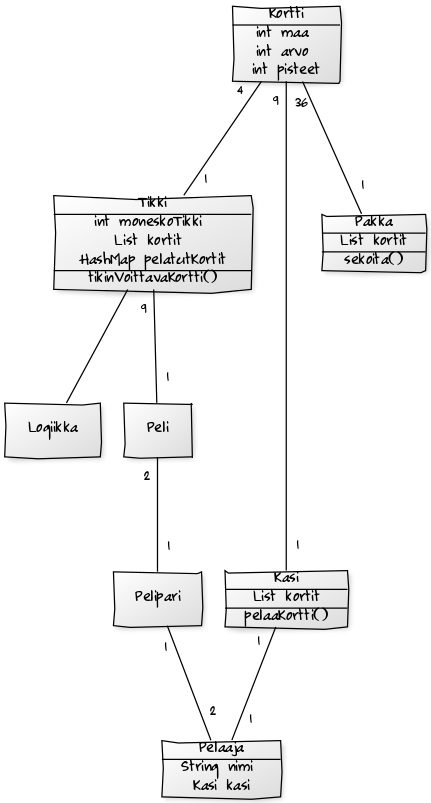 Kortti
int maa
int arvo
int pisteet
4
9
36
1
1
Tikki
int moneskoTikki
List kortit
HashMap pelatutKortit
tikinVoittavaKortti()
Pakka
List kortit
sekoita()
9
1
Logiikka
Peli
2
1
1
Pelipari
Kasi
List kortit
pelaaKortti()
1
1
2
1
Pelaaja
String nimi
Kasi kasi